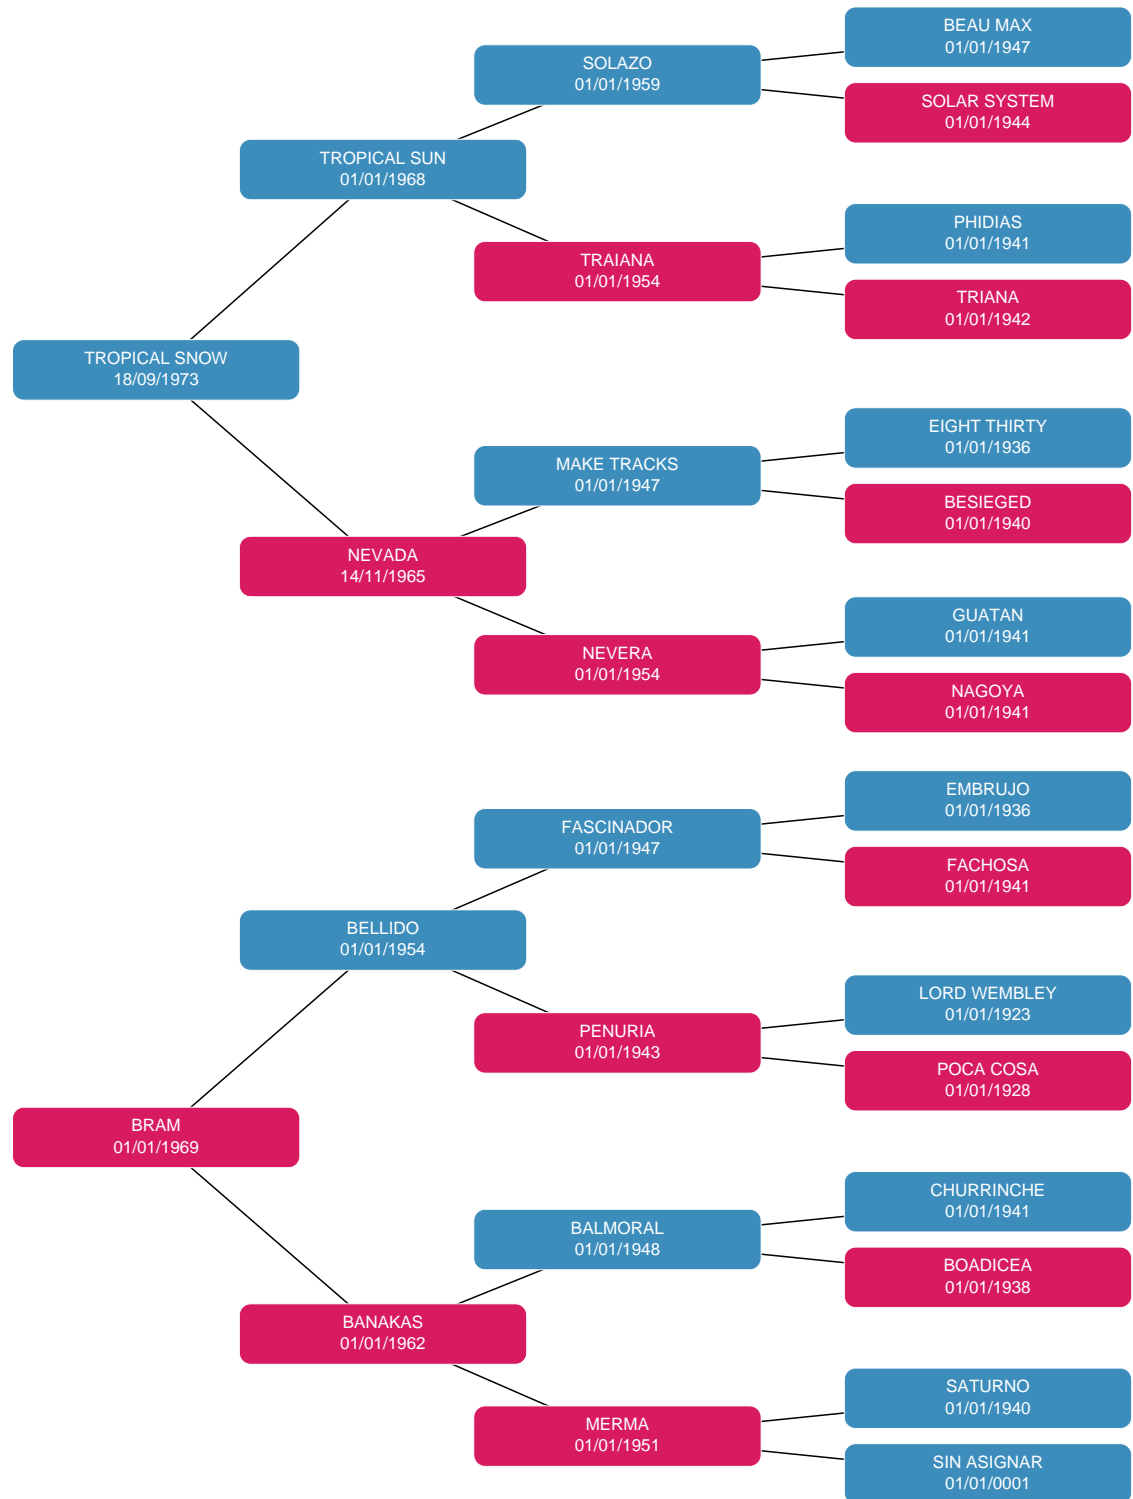 BEAU MAX
01/01/1947
SOLAZO
01/01/1959
SOLAR SYSTEM
01/01/1944
TROPICAL SUN
01/01/1968
PHIDIAS
01/01/1941
TRAIANA
01/01/1954
TRIANA
01/01/1942
TROPICAL SNOW
18/09/1973
EIGHT THIRTY
01/01/1936
MAKE TRACKS
01/01/1947
BESIEGED
01/01/1940
NEVADA
14/11/1965
GUATAN
01/01/1941
NEVERA
01/01/1954
NAGOYA
01/01/1941
EMBRUJO
01/01/1936
FASCINADOR
01/01/1947
FACHOSA
01/01/1941
BELLIDO
01/01/1954
LORD WEMBLEY
01/01/1923
PENURIA
01/01/1943
POCA COSA
01/01/1928
BRAM
01/01/1969
CHURRINCHE
01/01/1941
BALMORAL
01/01/1948
BOADICEA
01/01/1938
BANAKAS
01/01/1962
SATURNO
01/01/1940
MERMA
01/01/1951
SIN ASIGNAR
01/01/0001